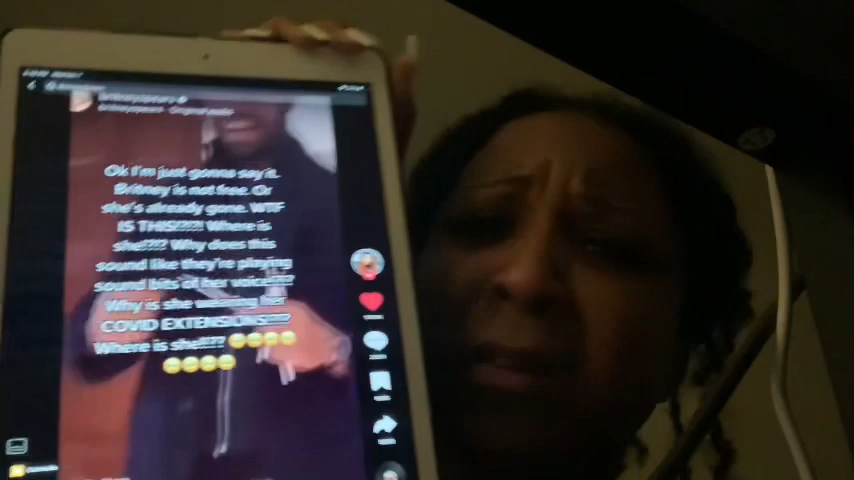 Ok I'm just gonna say it.
Britney is not free. Or
she's already gone. WTF
IS THIS!?!?! Where is
she!?!? Why does this
sound like they're playing
sound bits of her voice!?!?
Why is she wearing her
COVID EXTENSIONS!?!?
Where is she!!?? 😳😳😳😳
😳😳😳😳